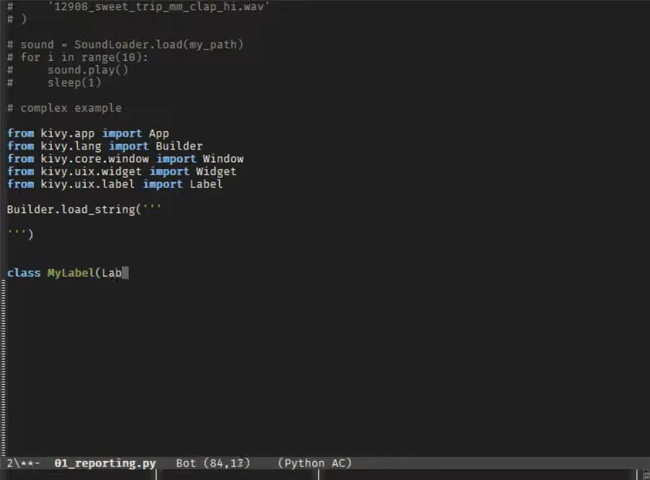 #     '12908_sweet_trip_mm_clap_hi.wav'
# )
# sound = SoundLoader.load(my_path)
# for i in range(10):
#     sound.play()
#     sleep(1)
# complex example
from kivy.app import App
from kivy.lang import Builder
from kivy.core.window import Window
from kivy.uix.widget import Widget
from kivy.uix.label import Label
Builder.load_string('''
''')
class MyLabel(Lab
2\**-  01_reporting.py   Bot (84,13)    (Python AC)